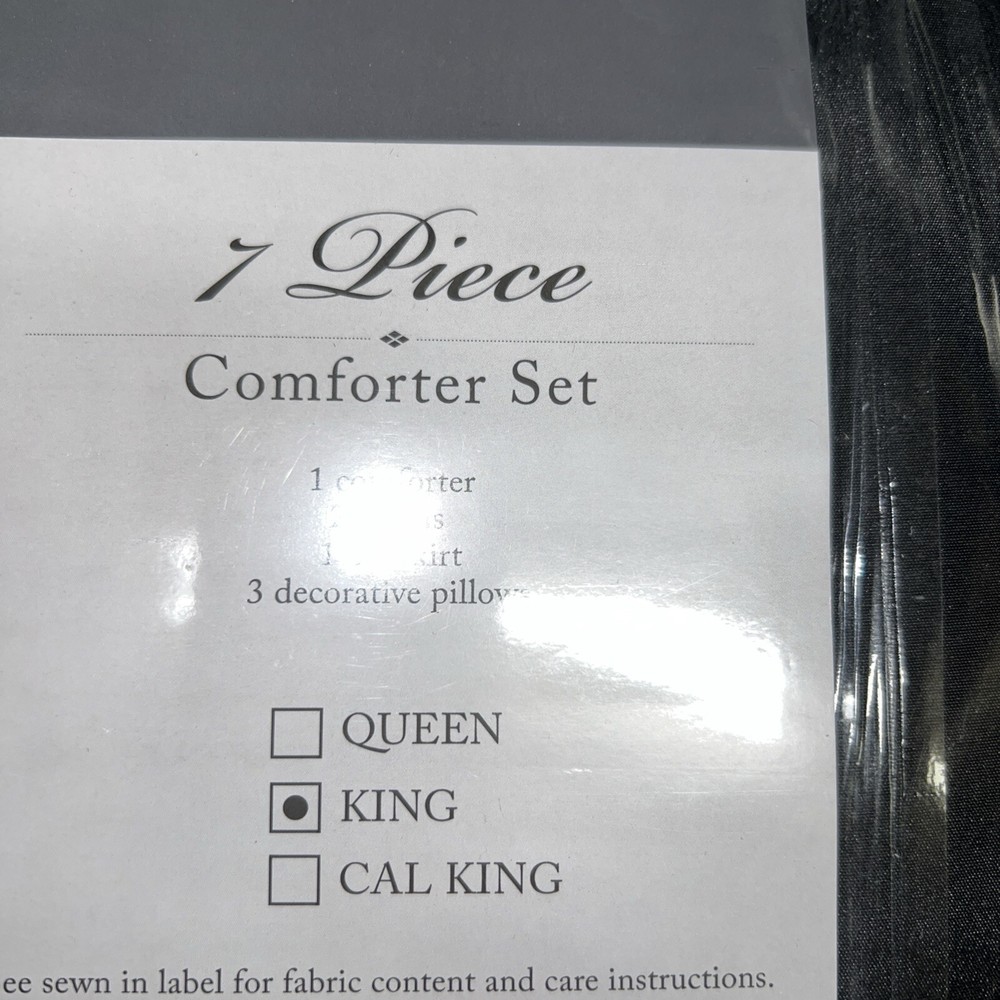 7 Piece
Comforter Set
1 comforter
3 decorative pillows
QUEEN
KING
CAL KING
ee sewn in label for fabric content and care instructions.